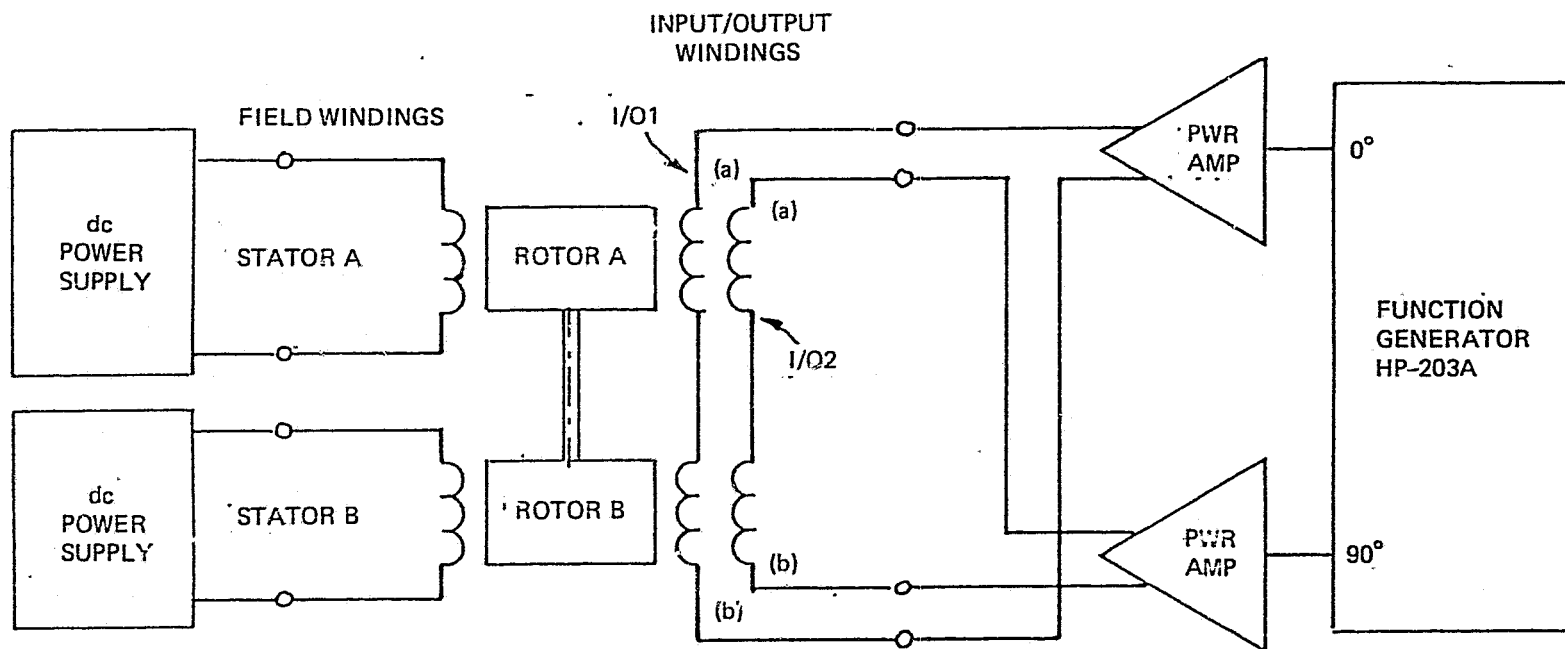 INPUT/OUTPUT
WINDINGS
FIELD WINDINGS
I/O1
(a)
(a)
dc
POWER
SUPPLY
STATOR A
ROTOR A
PWR
AMP
0°
I/O2
FUNCTION
GENERATOR
HP-203A
dc
POWER
SUPPLY
STATOR B
ROTOR B
(b)
(b)
PWR
AMP
90°